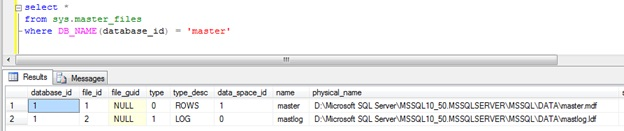 select *
from sys.master_files
where DB_NAME(database_id) = 'master'
Results Messages
database_id file_id file_guid type type_desc data_space_id name physical_name
1 1 1 NULL 0 ROWS 1 master D:\Microsoft SQL Server\MSSQL10_50.MSSQLSERVER\MSSQL\DATA\master.mdf
2 1 2 NULL 1 LOG 0 mastlog D:\Microsoft SQL Server\MSSQL10_50.MSSQLSERVER\MSSQL\DATA\mastlog.ldf